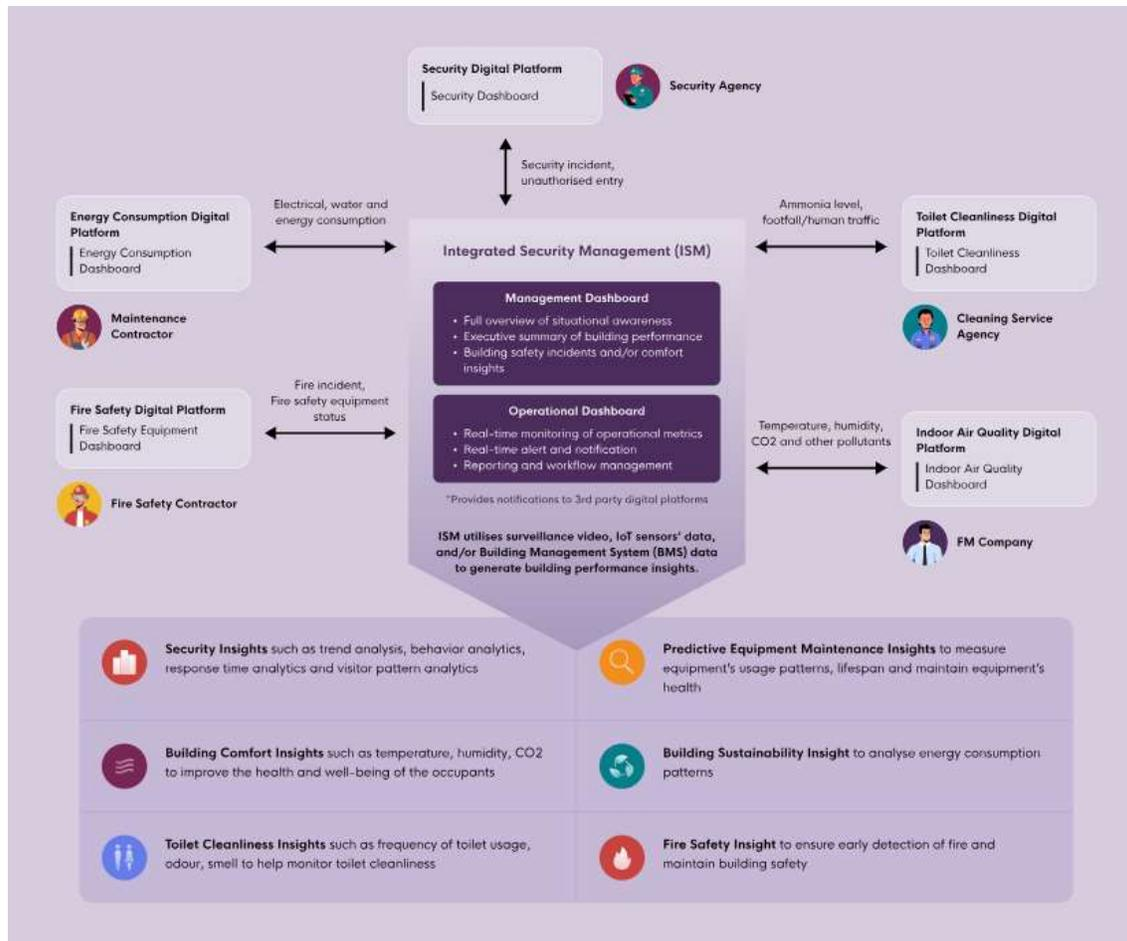 Security Digital Platform
Security Dashboard
Security Agency
Security incident,
unauthorised entry
Energy Consumption Digital
Platform
Energy Consumption
Dashboard
Electrical, water and
energy consumption
Maintenance
Contractor
Fire Safety Digital Platform
Fire Safety Equipment
Dashboard
Fire incident,
Fire safety equipment
status
Fire Safety Contractor
Integrated Security Management (ISM)
Management Dashboard
• Full overview of situational awareness
• Executive summary of building performance
• Building safety incidents and/or comfort
insights
Operational Dashboard
• Real-time monitoring of operational metrics
• Real-time alert and notification
• Reporting and workflow management
*Provides notifications to 3rd party digital platforms
ISM utilises surveillance video, IoT sensors' data,
and/or Building Management System (BMS) data
to generate building performance insights.
Ammonia level,
footfall/human traffic
Toilet Cleanliness Digital
Platform
Toilet Cleanliness
Dashboard
Cleaning Service
Agency
Temperature, humidity,
CO2 and other pollutants
Indoor Air Quality Digital
Platform
Indoor Air Quality
Dashboard
FM Company
Security Insights such as trend analysis, behavior analytics,
response time analytics and visitor pattern analytics
Predictive Equipment Maintenance Insights to measure
equipment's usage patterns, lifespan and maintain equipment's
health
Building Comfort Insights such as temperature, humidity, CO2
to improve the health and well-being of the occupants
Building Sustainability Insight to analyse energy consumption
patterns
Toilet Cleanliness Insights such as frequency of toilet usage,
odour, smell to help monitor toilet cleanliness
Fire Safety Insight to ensure early detection of fire and
maintain building safety